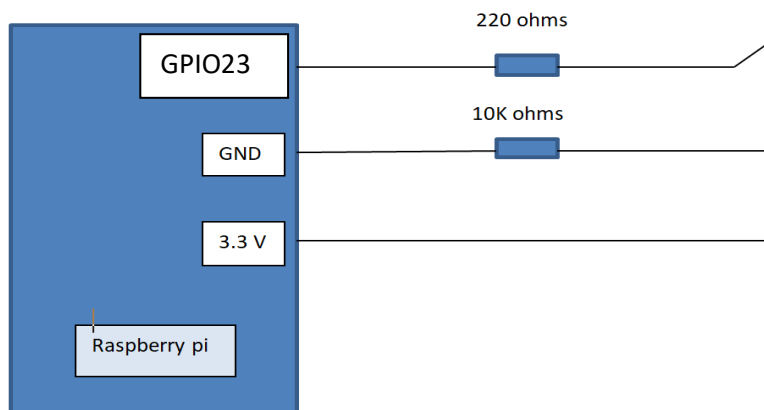 220 ohms
GPIO23
10K ohms
GND
3.3 V
Raspberry pi